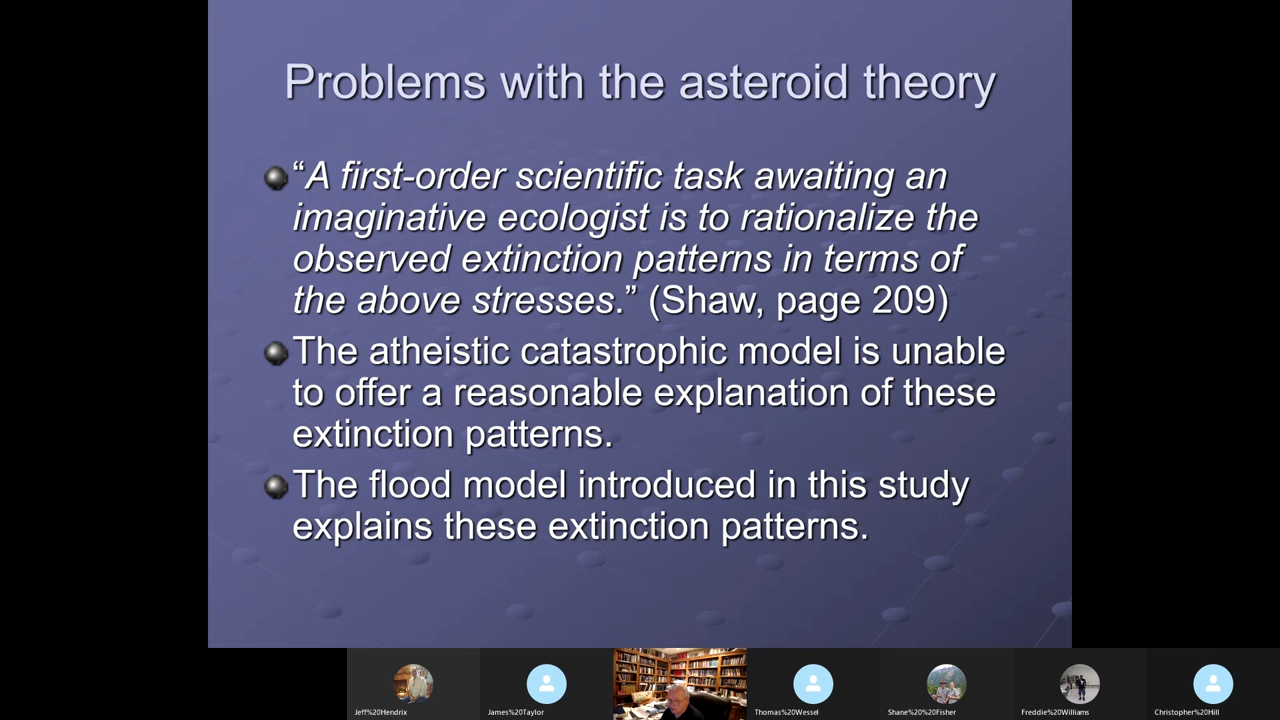 Problems with the asteroid theory
“A first-order scientific task awaiting an
imaginative ecologist is to rationalize the
observed extinction patterns in terms of
the above stresses.” (Shaw, page 209)
The atheistic catastrophic model is unable
to offer a reasonable explanation of these
extinction patterns.
The flood model introduced in this study
explains these extinction patterns.
Jeff%20Hendrix
James%20Taylor
Thomas%20Wessel
Shane%20%20Fisher
Freddie%20Williams
Christopher%20Hill